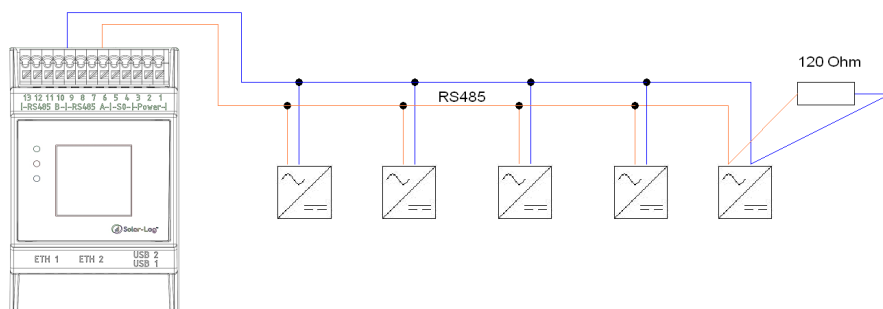 120 Ohm
RS485
13 12 11 10 9 8 7 6 5 4 3 2 1
|-RS485 B-|-RS485 A-|-S0-|-Power-|
Solar-Log™
ETH 1 ETH 2 USB 2
USB 1